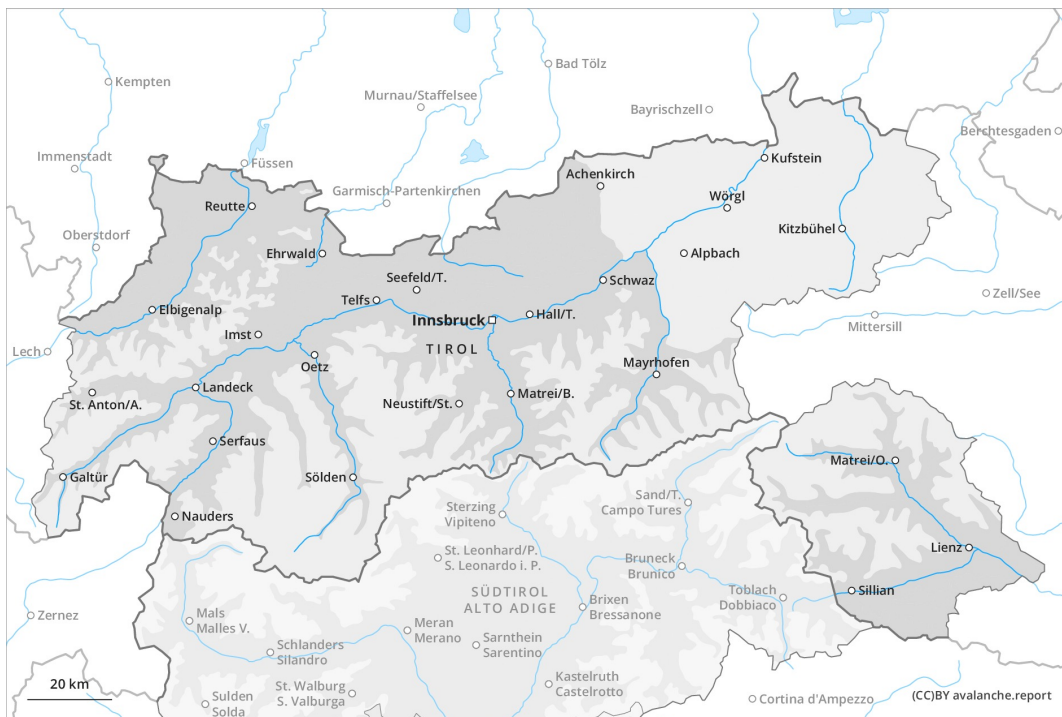 Kempten
Bad Tölz
Murnau/Staffelsee
Bayrischzell
Berchtesgaden
Immenstadt
Füssen
Kufstein
Achenkirch
Garmisch-Partenkirchen
Wörgl
Reutte
Kitzbühel
Oberstdorf
Ehrwald
Alpbach
Seefeld/T.
Schwaz
Zell/See
Telfs
Elbigenalp
Innsbruck
Hall/T.
Mittersill
Imst
TIROL
Lech
Oetz
Mayrhofen
Landeck
St. Anton/A.
Neustift/St.
Matrei/B.
Serfaus
Matrei/O.
Galtür
Sölden
Sand/T.
Campo Tures
Sterzing
Vipiteno
Nauders
Lienz
St. Leonhard/P.
S. Leonardo i. P.
Bruneck
Brunico
SÜDTIROL
ALTO ADIGE
Toblach
Dobbiaco
Sillian
Brixen
Bressanone
Zernez
Mals
Malles V.
Meran
Merano
Sarnthein
Sarentino
Schlanders
Silandro
Kastelruth
Castelrotto
20 km
St. Walburg
S. Valburga
Sulden
Solda
Cortina d'Ampezzo
(CC)BY avalanche.report